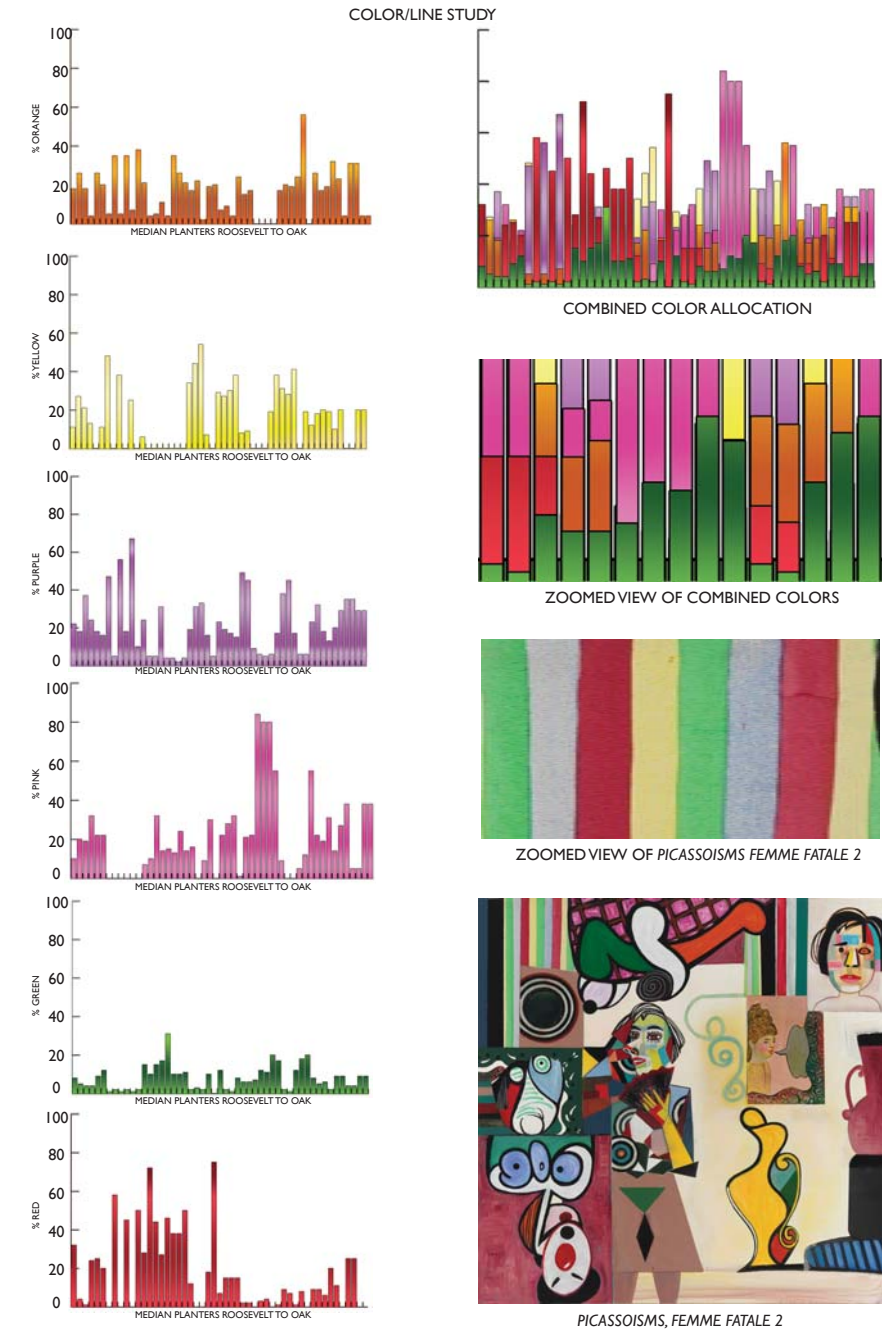 COLOR/LINE STUDY
100
80
60
40
20
0
% ORANGE
MEDIAN PLANTERS ROOSEVELT TO OAK
100
80
60
40
20
0
% YELLOW
MEDIAN PLANTERS ROOSEVELT TO OAK
100
80
60
40
20
0
% PURPLE
MEDIAN PLANTERS ROOSEVELT TO OAK
100
80
60
40
20
0
% PINK
MEDIAN PLANTERS ROOSEVELT TO OAK
100
80
60
40
20
0
% GREEN
MEDIAN PLANTERS ROOSEVELT TO OAK
100
80
60
40
20
0
% RED
MEDIAN PLANTERS ROOSEVELT TO OAK
COMBINED COLOR ALLOCATION
ZOOMED VIEW OF COMBINED COLORS
ZOOMED VIEW OF PICASSOISMS FEMME FATALE 2
PICASSOISMS, FEMME FATALE 2